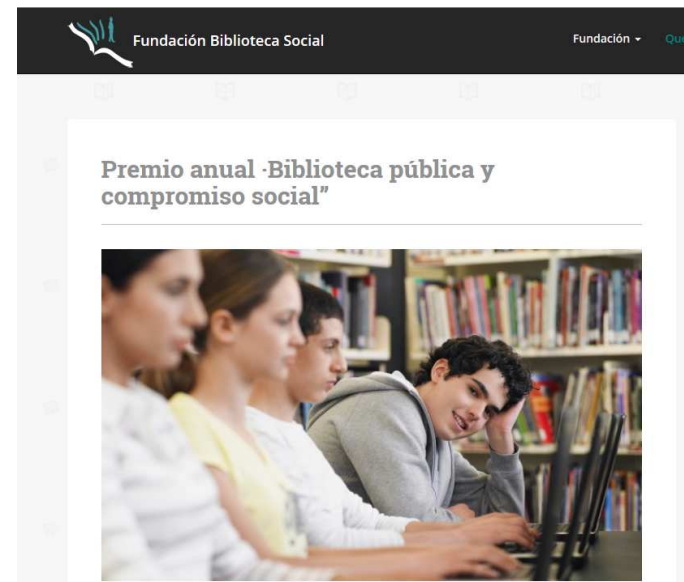 Fundación Biblioteca Social
Fundación
Premio anual ·Biblioteca pública y
compromiso social”